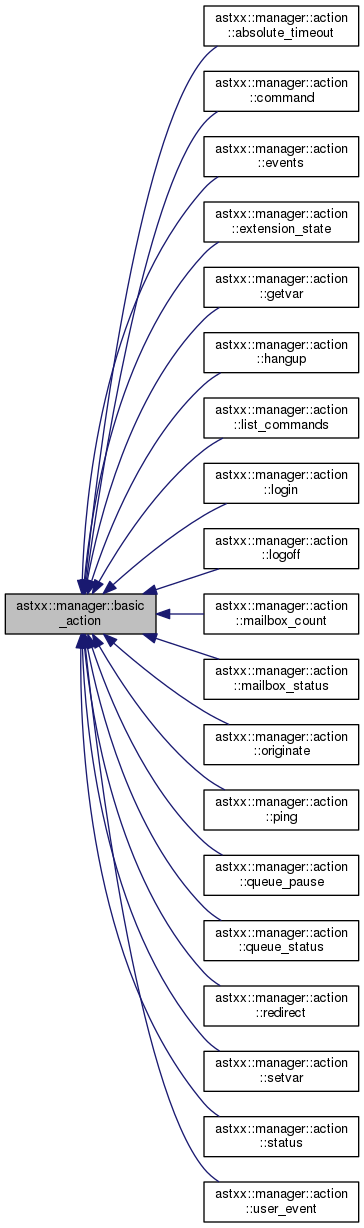 astxx::manager::action
::absolute_timeout
astxx::manager::action
::command
astxx::manager::action
::events
astxx::manager::action
::extension_state
astxx::manager::action
::getvar
astxx::manager::action
::hangup
astxx::manager::action
::list_commands
astxx::manager::action
::login
astxx::manager::action
::logoff
astxx::manager::basic
_action
astxx::manager::action
::mailbox_count
astxx::manager::action
::mailbox_status
astxx::manager::action
::originate
astxx::manager::action
::ping
astxx::manager::action
::queue_pause
astxx::manager::action
::queue_status
astxx::manager::action
::redirect
astxx::manager::action
::setvar
astxx::manager::action
::status
astxx::manager::action
::user_event